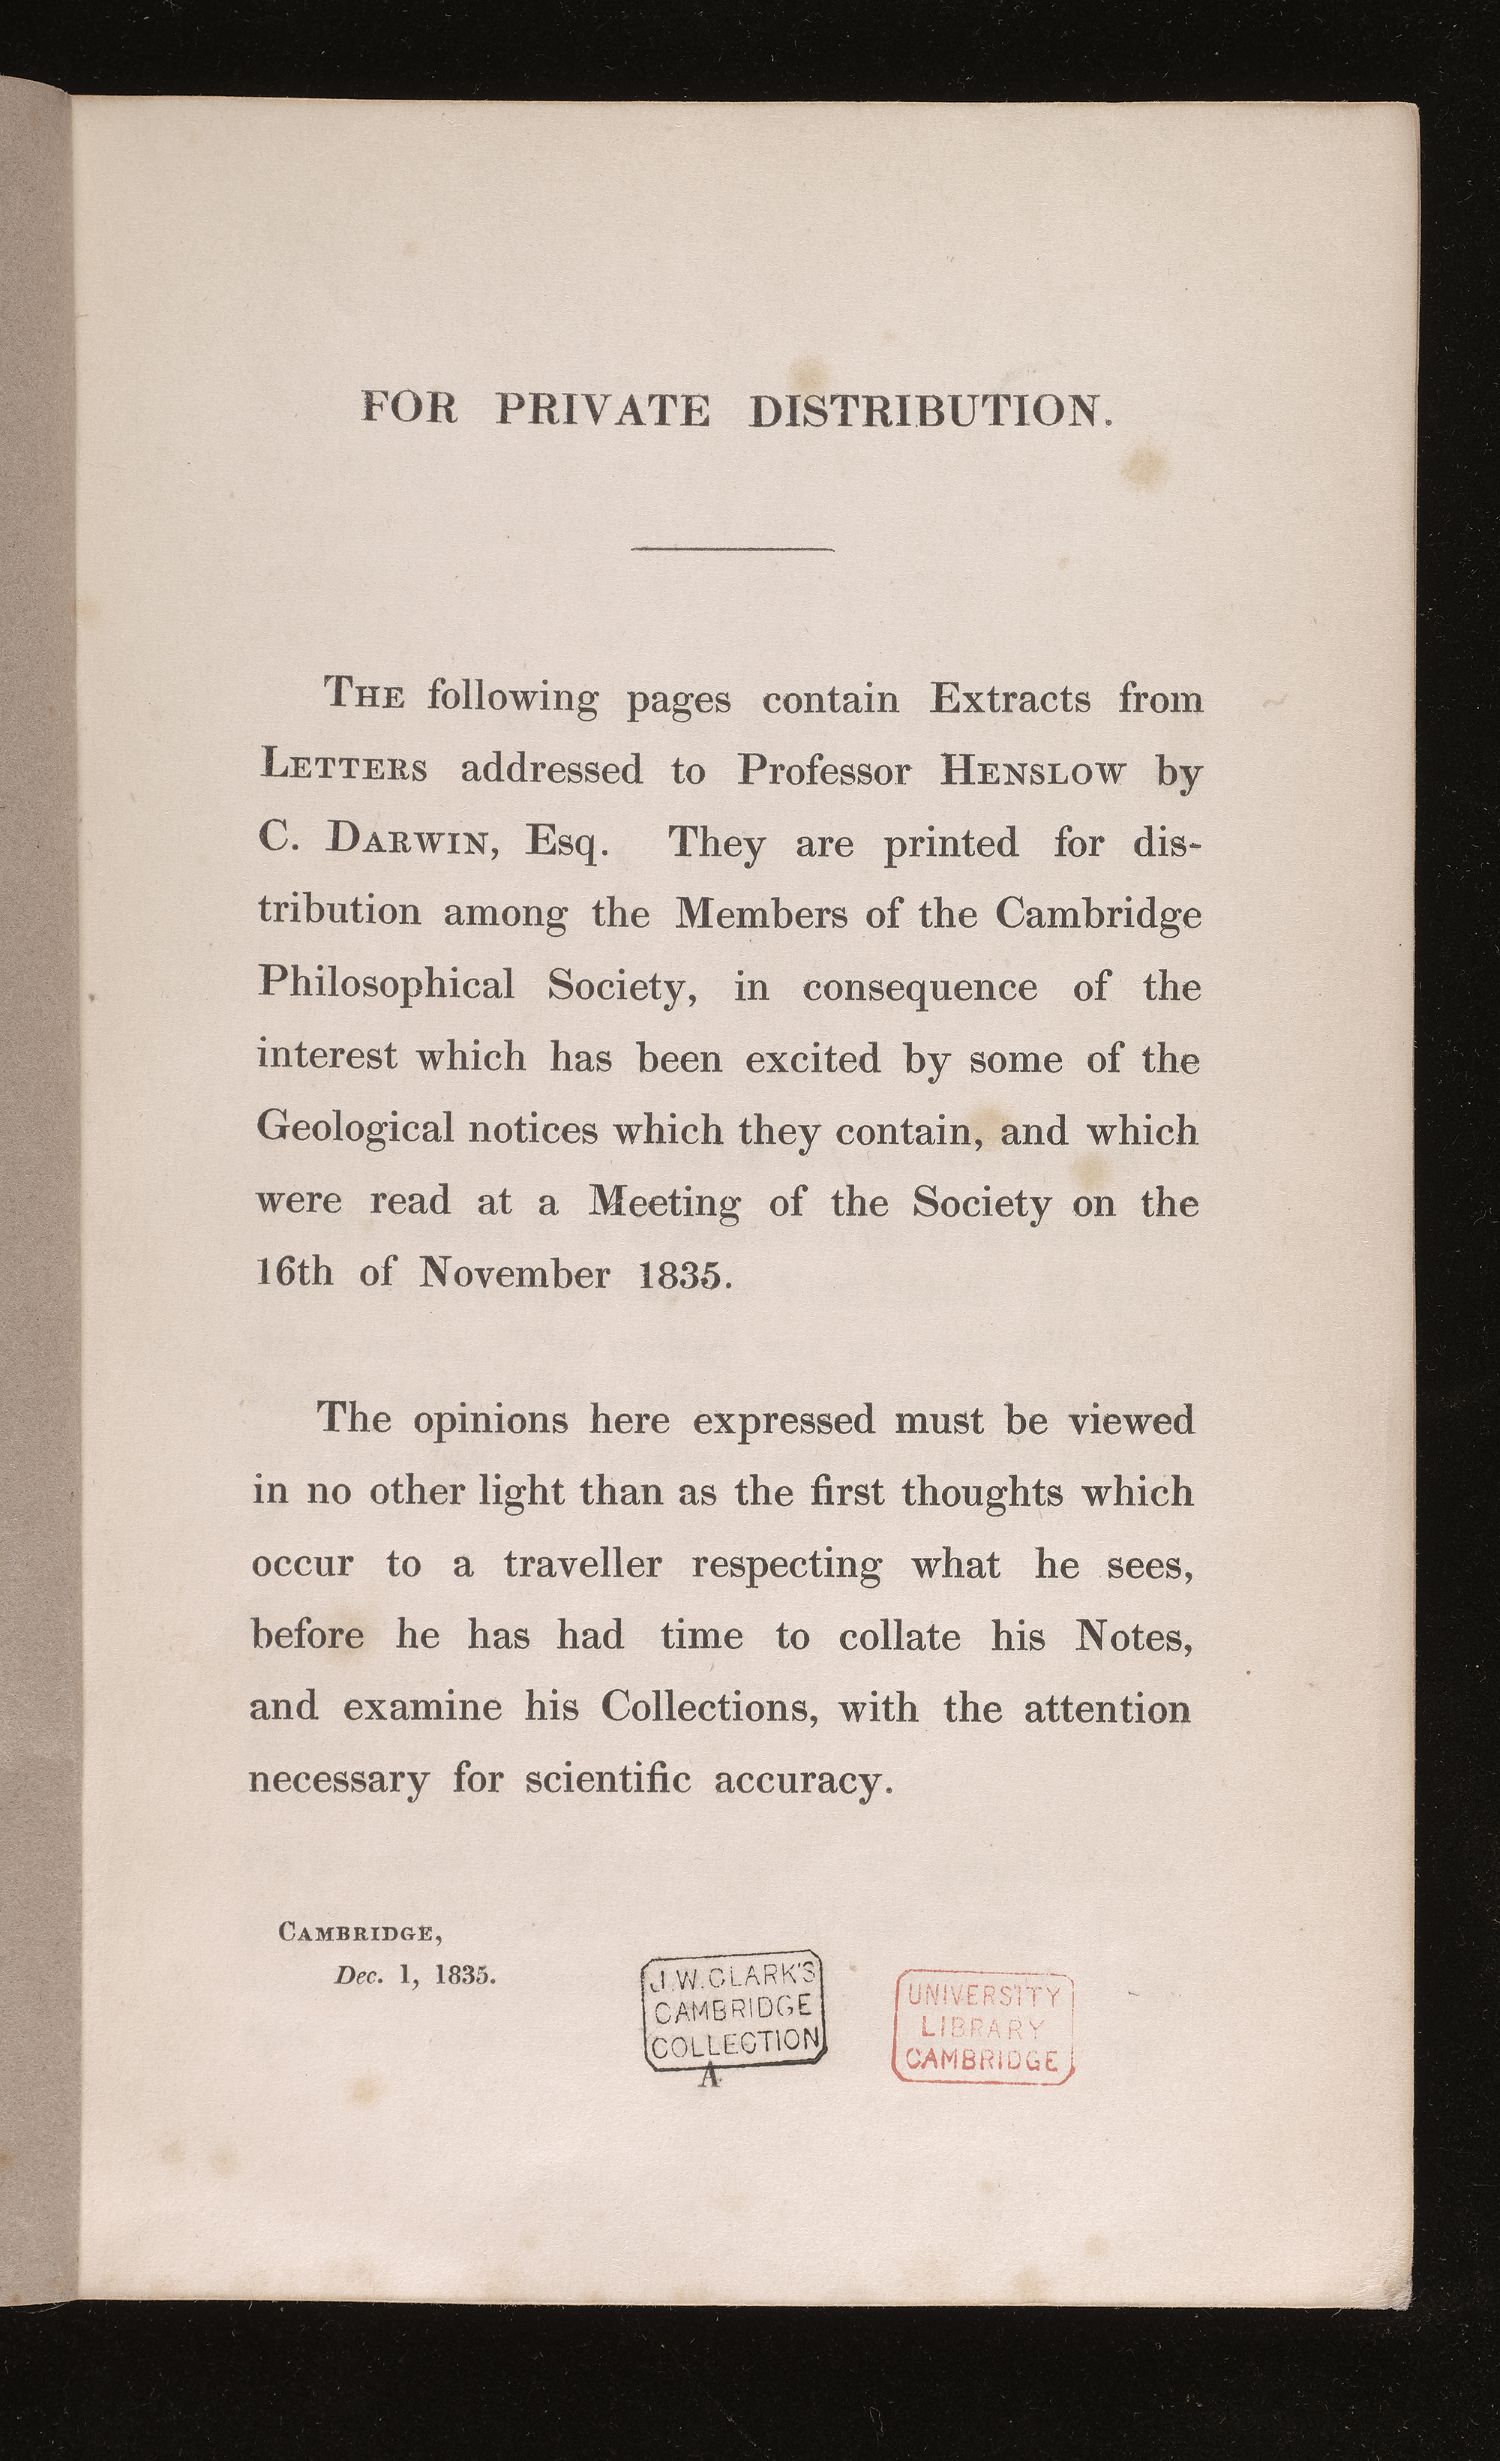 FOR PRIVATE DISTRIBUTION.
THE following pages contain Extracts from
LETTERS addressed to Professor HENSLOW by
C. DARWIN, Esq. They are printed for dis-
tribution among the Members of the Cambridge
Philosophical Society, in consequence of the
interest which has been excited by some of the
Geological notices which they contain, and which
were read at a Meeting of the Society on the
16th of November 1835.
The opinions here expressed must be viewed
in no other light than as the first thoughts which
occur to a traveller respecting what he sees,
before he has had time to collate his Notes,
and examine his Collections, with the attention
necessary for scientific accuracy.
CAMBRIDGE,
Dec. 1, 1835.
J.W.CLARK'S
CAMBRIDGE
COLLECTION
A
UNIVERSITY
LIBRARY
CAMBRIDGE